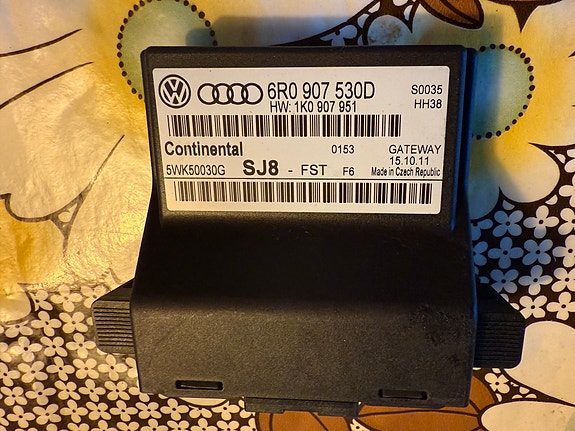 6R0 907 530D S0035
HW: 1K0 907 951 HH38
Continental 0153 GATEWAY
15.10.11
5WK50030G SJ8 - FST F6 Made in Czech Republic